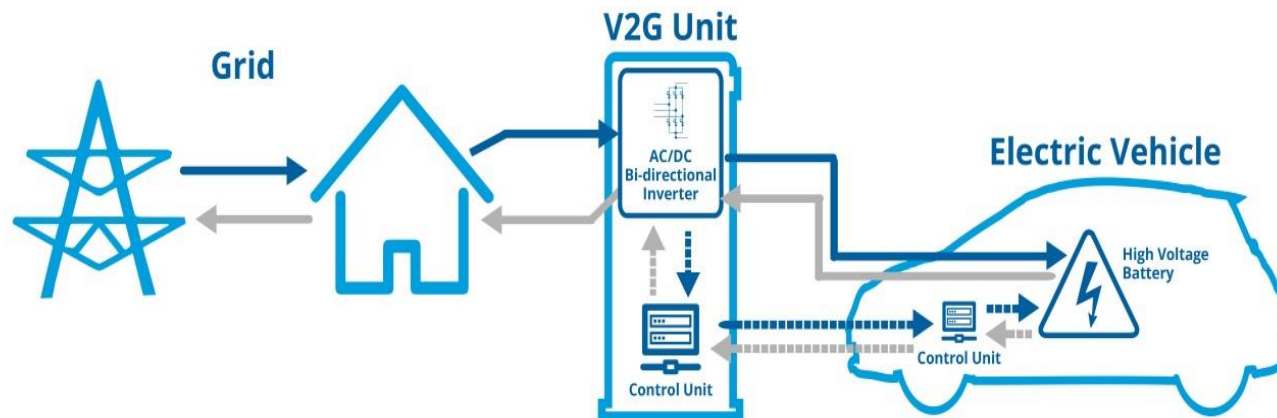 V2G Unit
Grid
AC/DC
Bi-directional
Inverter
Electric Vehicle
High Voltage
Battery
Control Unit
Control Unit